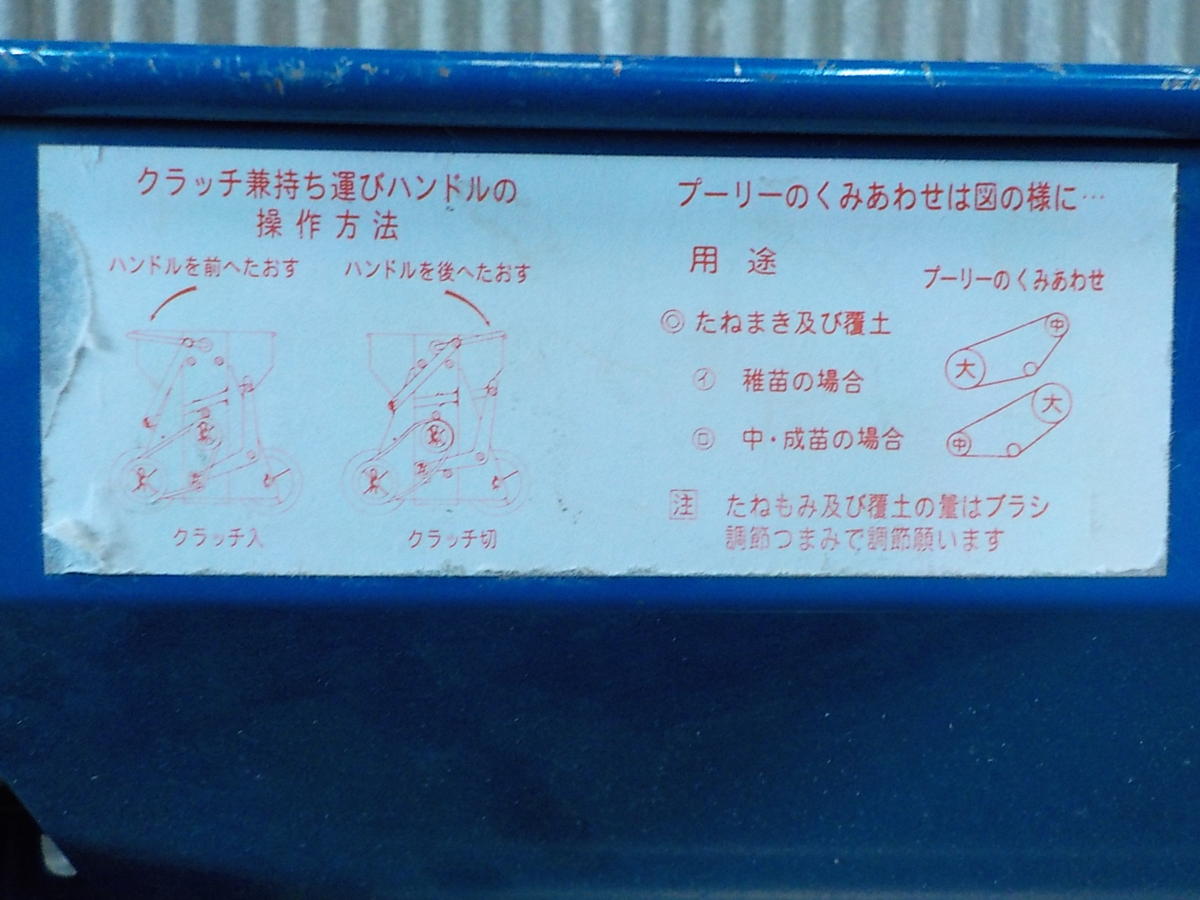 クラッチ兼持ち運びハンドルの
操作方法
ハンドルを前へたおす
ハンドルを後へたおす
クラッチ入
クラッチ切
プーリーのくみあわせは図の様に…
用途
プーリーのくみあわせ
◎たねまき及び覆土
㋑ 稚苗の場合
中
大
㋺ 中・成苗の場合
大
中
注 たねもみ及び覆土の量はブラシ
調節つまみで調節願います